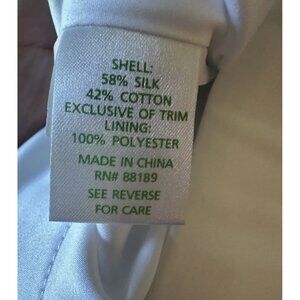 SHELL:
58% SILK
42% COTTON
EXCLUSIVE OF TRIM
LINING:
100% POLYESTER
MADE IN CHINA
RN# 88189
SEE REVERSE
FOR CARE